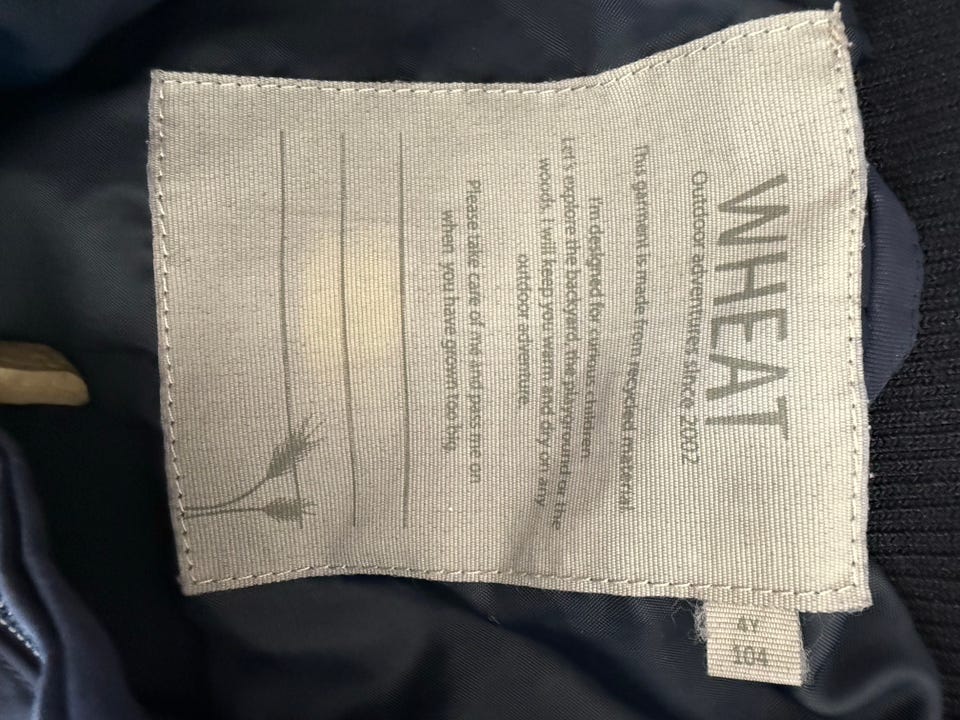 WHEAT
Outdoor adventures since 2002
This garment is made from recycled material.
I'm designed for curious children.
Let's explore the backyard, the playground or the
woods. I will keep you warm and dry on any
outdoor adventure.
Please take care of me and pass me on
when you have grown too big.
4Y
104